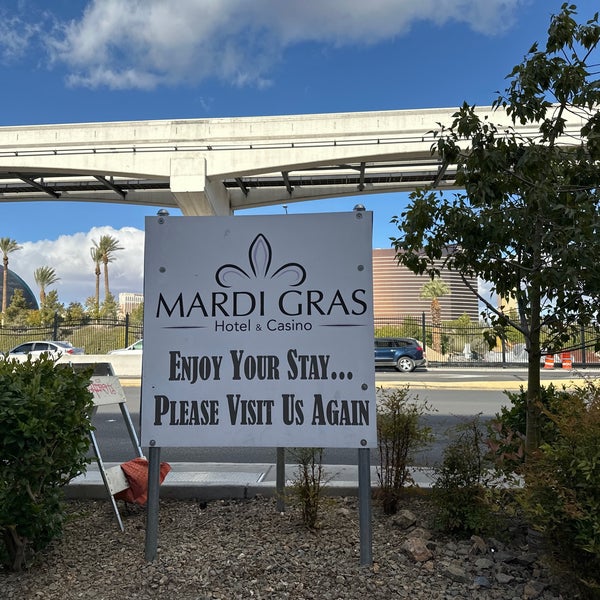 MARDI GRAS
Hotel & Casino
ENJOY YOUR STAY...
PLEASE VISIT US AGAIN